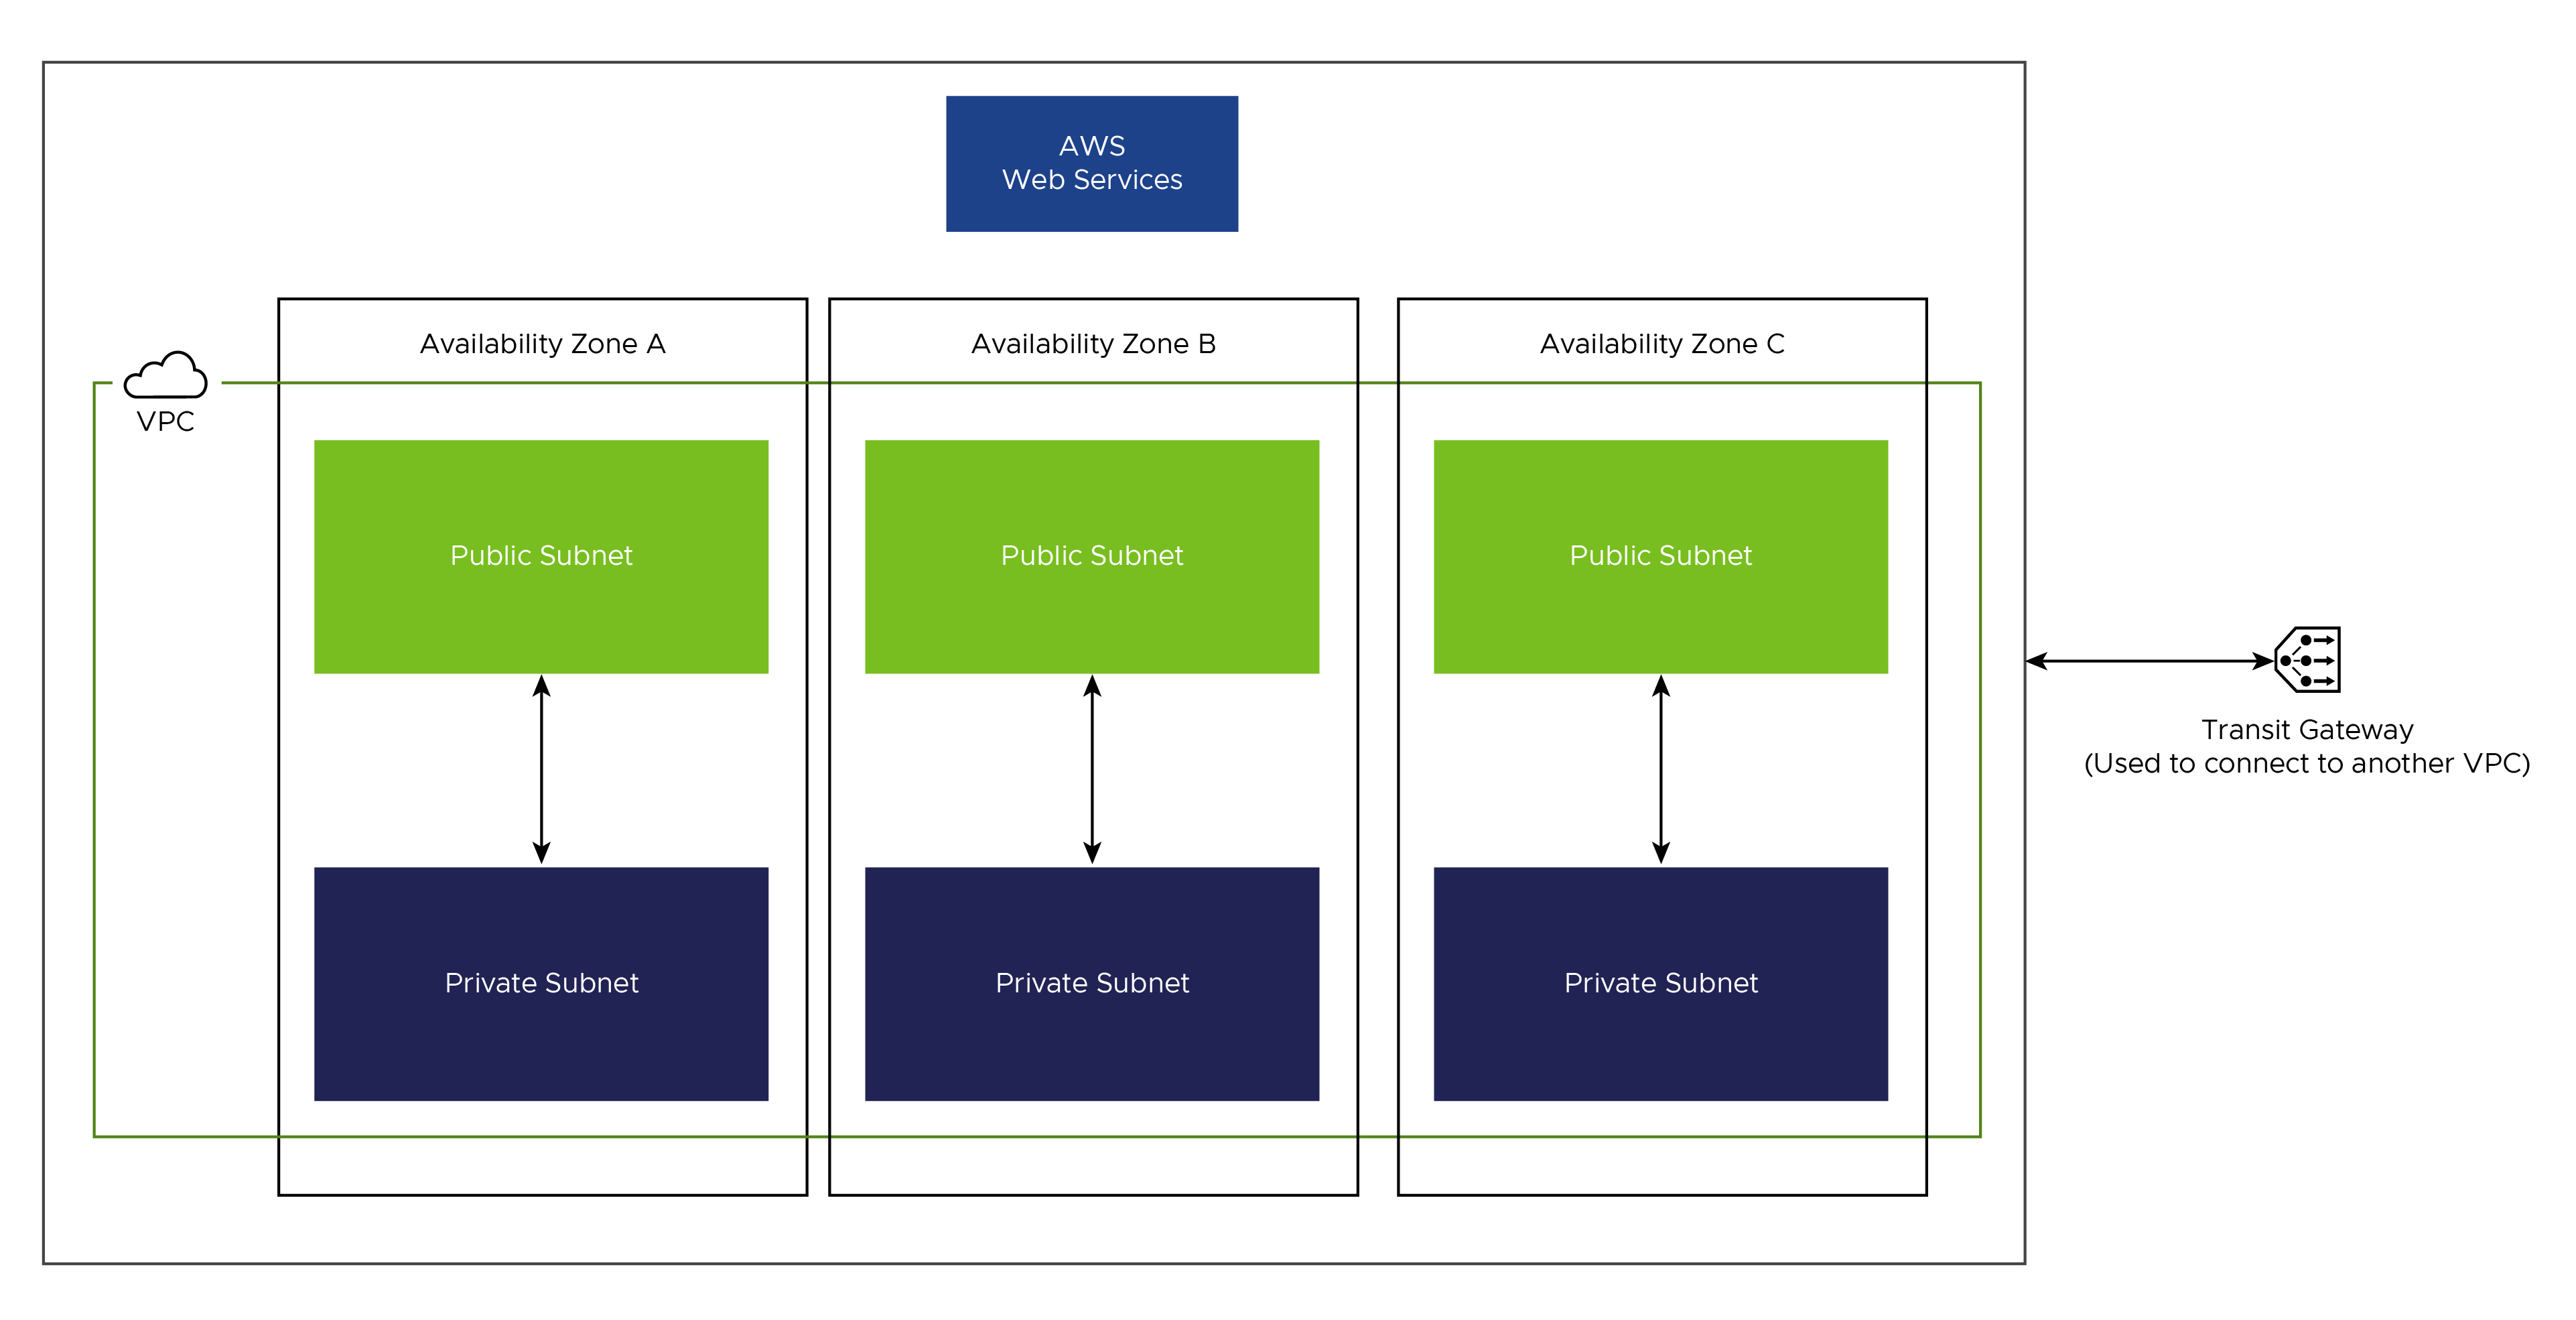 AWS
Web Services
Availability Zone A
Availability Zone B
Availability Zone C
VPC
Public Subnet
Public Subnet
Public Subnet
Transit Gateway
(Used to connect to another VPC)
Private Subnet
Private Subnet
Private Subnet